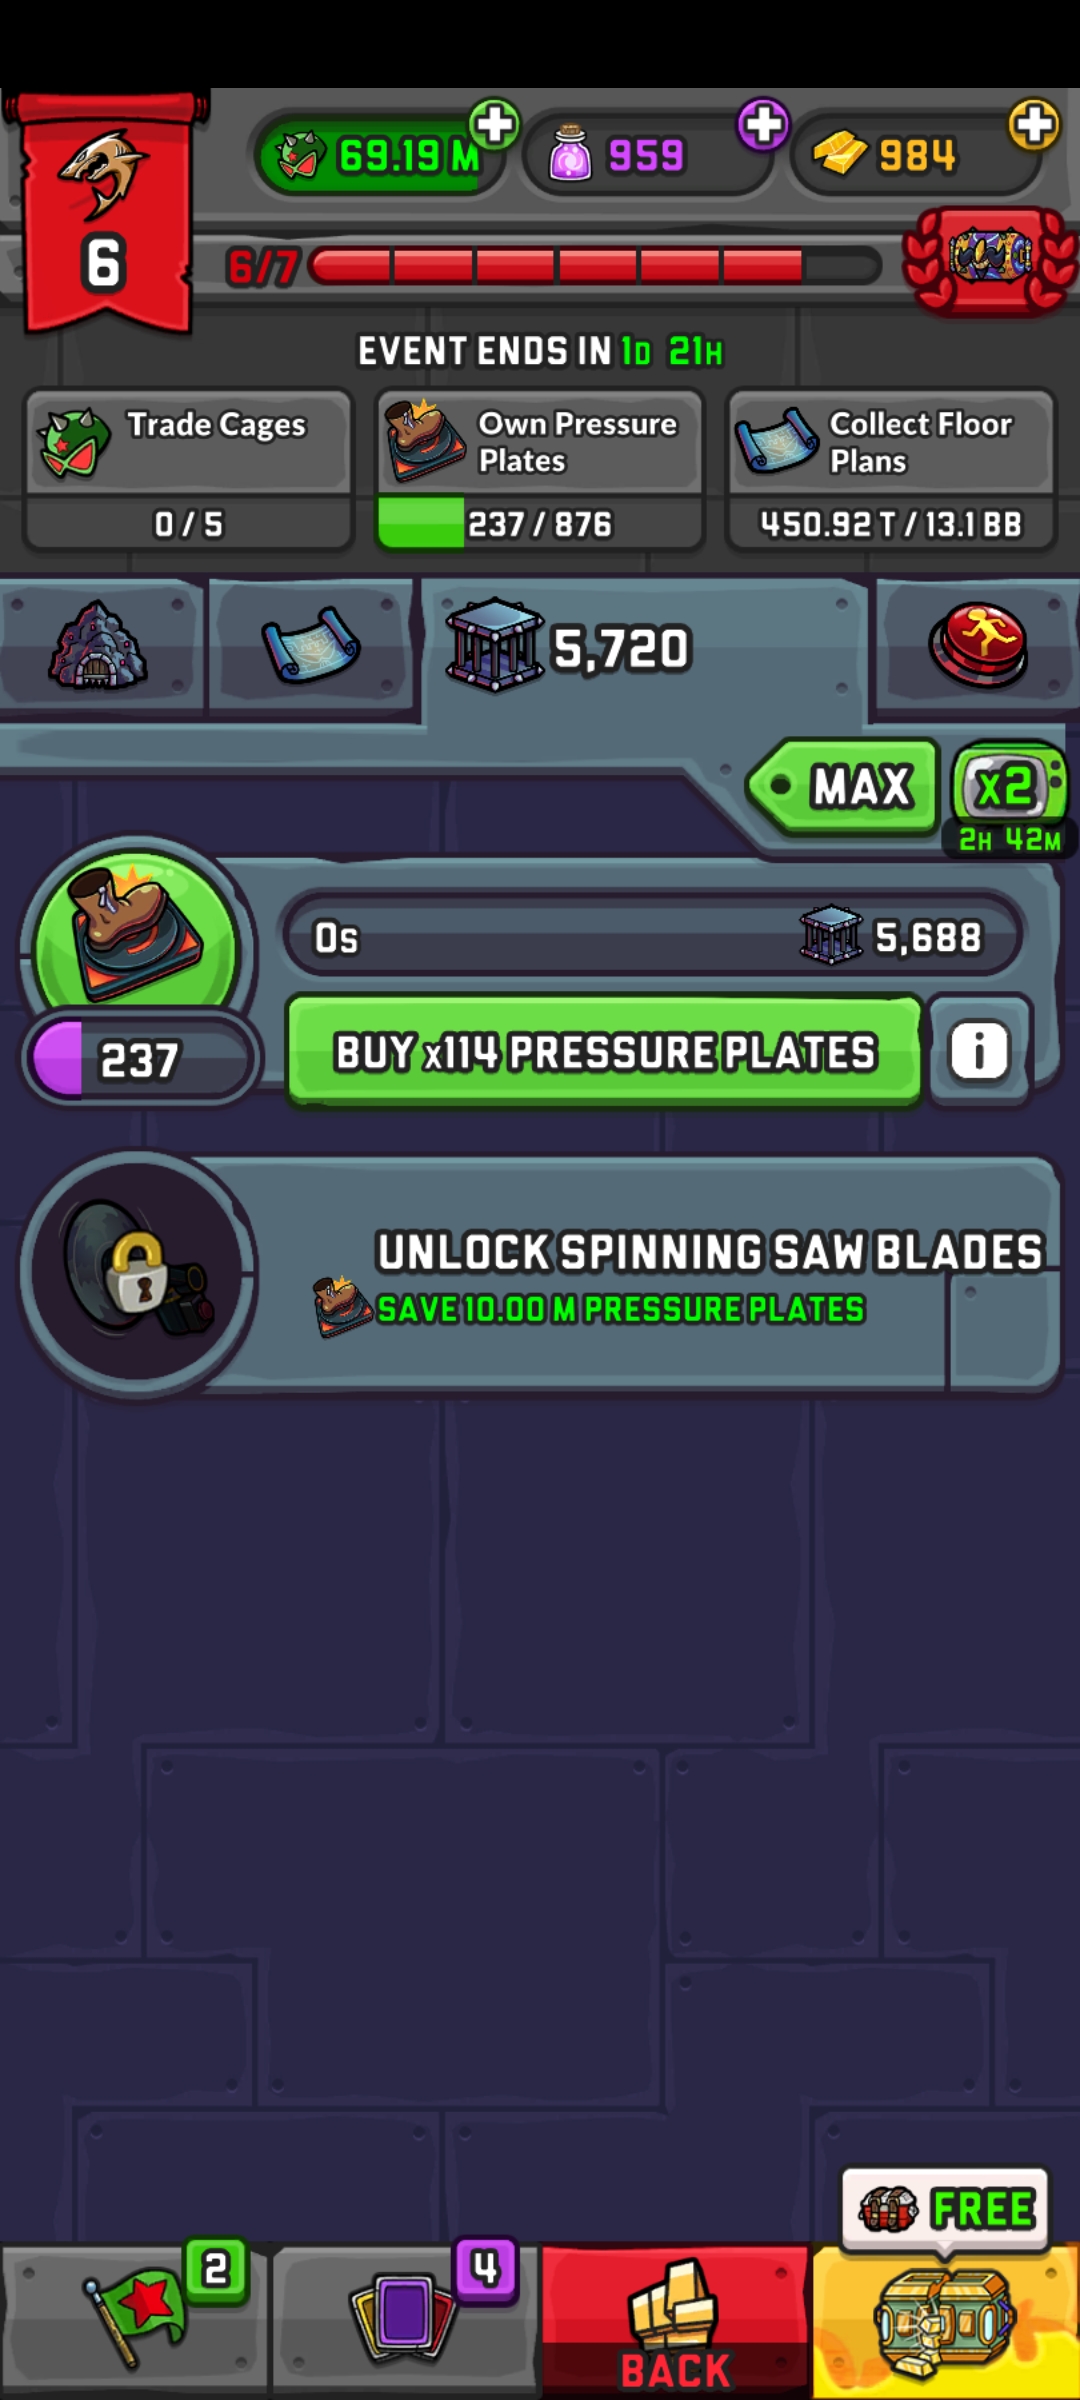 69.19 M
959
984
6
6/7
EVENT ENDS IN 1D 21H
Trade Cages
0 / 5
Own Pressure
Plates
237 / 876
Collect Floor
Plans
450.92 T / 13.1 BB
5,720
MAX
x2
2H 42M
0s
5,688
237
BUY x114 PRESSURE PLATES
i
UNLOCK SPINNING SAW BLADES
SAVE 10.00 M PRESSURE PLATES
FREE
2
4
BACK